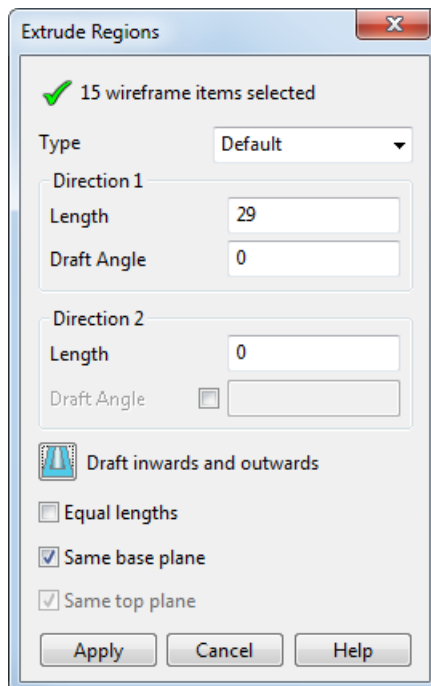 Extrude Regions
15 wireframe items selected
Type Default
Direction 1
Length 29
Draft Angle 0
Direction 2
Length 0
Draft Angle
Draft inwards and outwards
Equal lengths
Same base plane
Same top plane
Apply Cancel Help